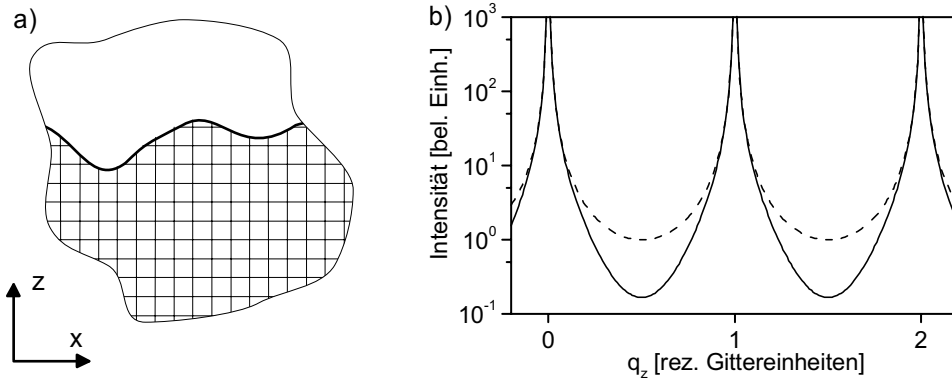 a)
z
x
b)
Intensität [bel. Einh.]
10³
10²
10¹
10⁰
10⁻¹
0
1
2
q_z [rez. Gittereinheiten]